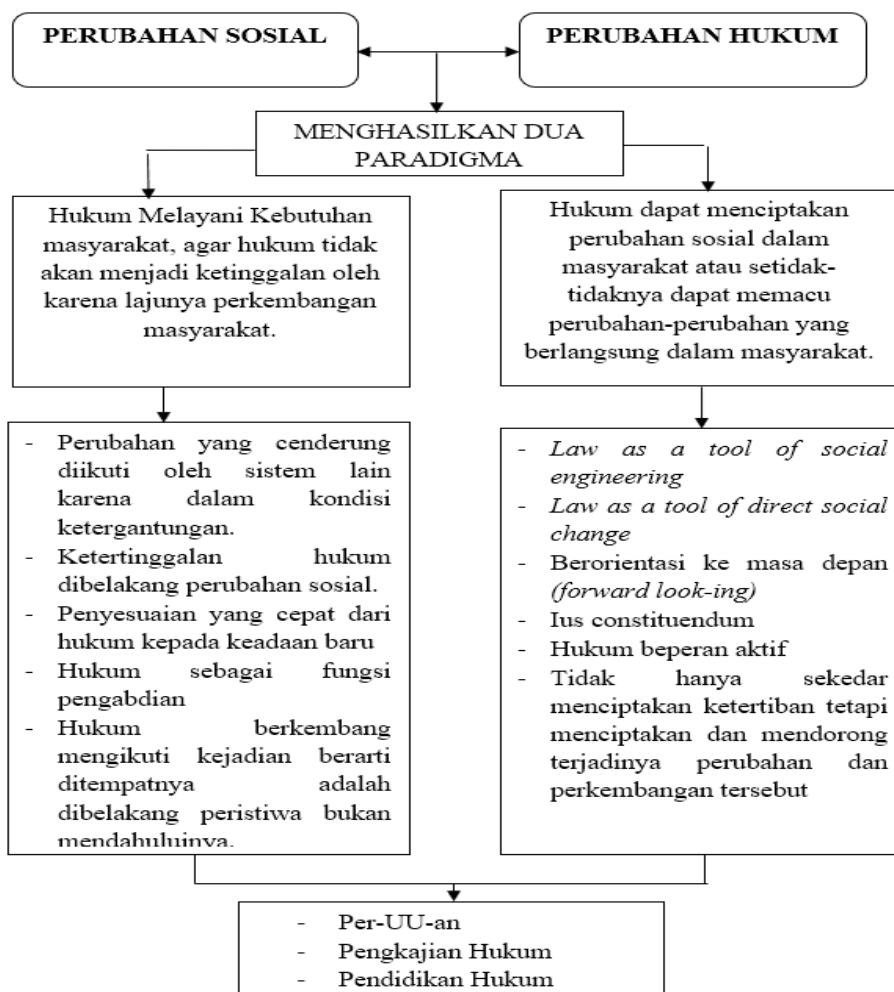 PERUBAHAN SOSIAL
PERUBAHAN HUKUM
MENGHASILKAN DUA
PARADIGMA
Hukum Melayani Kebutuhan
masyarakat, agar hukum tidak
akan menjadi ketinggalan oleh
karena lajunya perkembangan
masyarakat.
Hukum dapat menciptakan
perubahan sosial dalam
masyarakat atau setidak-
tidaknya dapat memacu
perubahan-perubahan yang
berlangsung dalam masyarakat.
- Perubahan yang cenderung
diikuti oleh sistem lain
karena dalam kondisi
ketergantungan.
- Ketertinggalan hukum
dibelakang perubahan sosial.
- Penyesuaian yang cepat dari
hukum kepada keadaan baru
- Hukum sebagai fungsi
pengabdian
- Hukum berkembang
mengikuti kejadian berarti
ditempatnya adalah
dibelakang peristiwa bukan
mendahuluinya.
- Law as a tool of social
engineering
- Law as a tool of direct social
change
- Berorientasi ke masa depan
(forward look-ing)
- Ius constituendum
- Hukum beperan aktif
- Tidak hanya sekedar
menciptakan ketertiban tetapi
menciptakan dan mendorong
terjadinya perubahan dan
perkembangan tersebut
- Per-UU-an
- Pengkajian Hukum
- Pendidikan Hukum